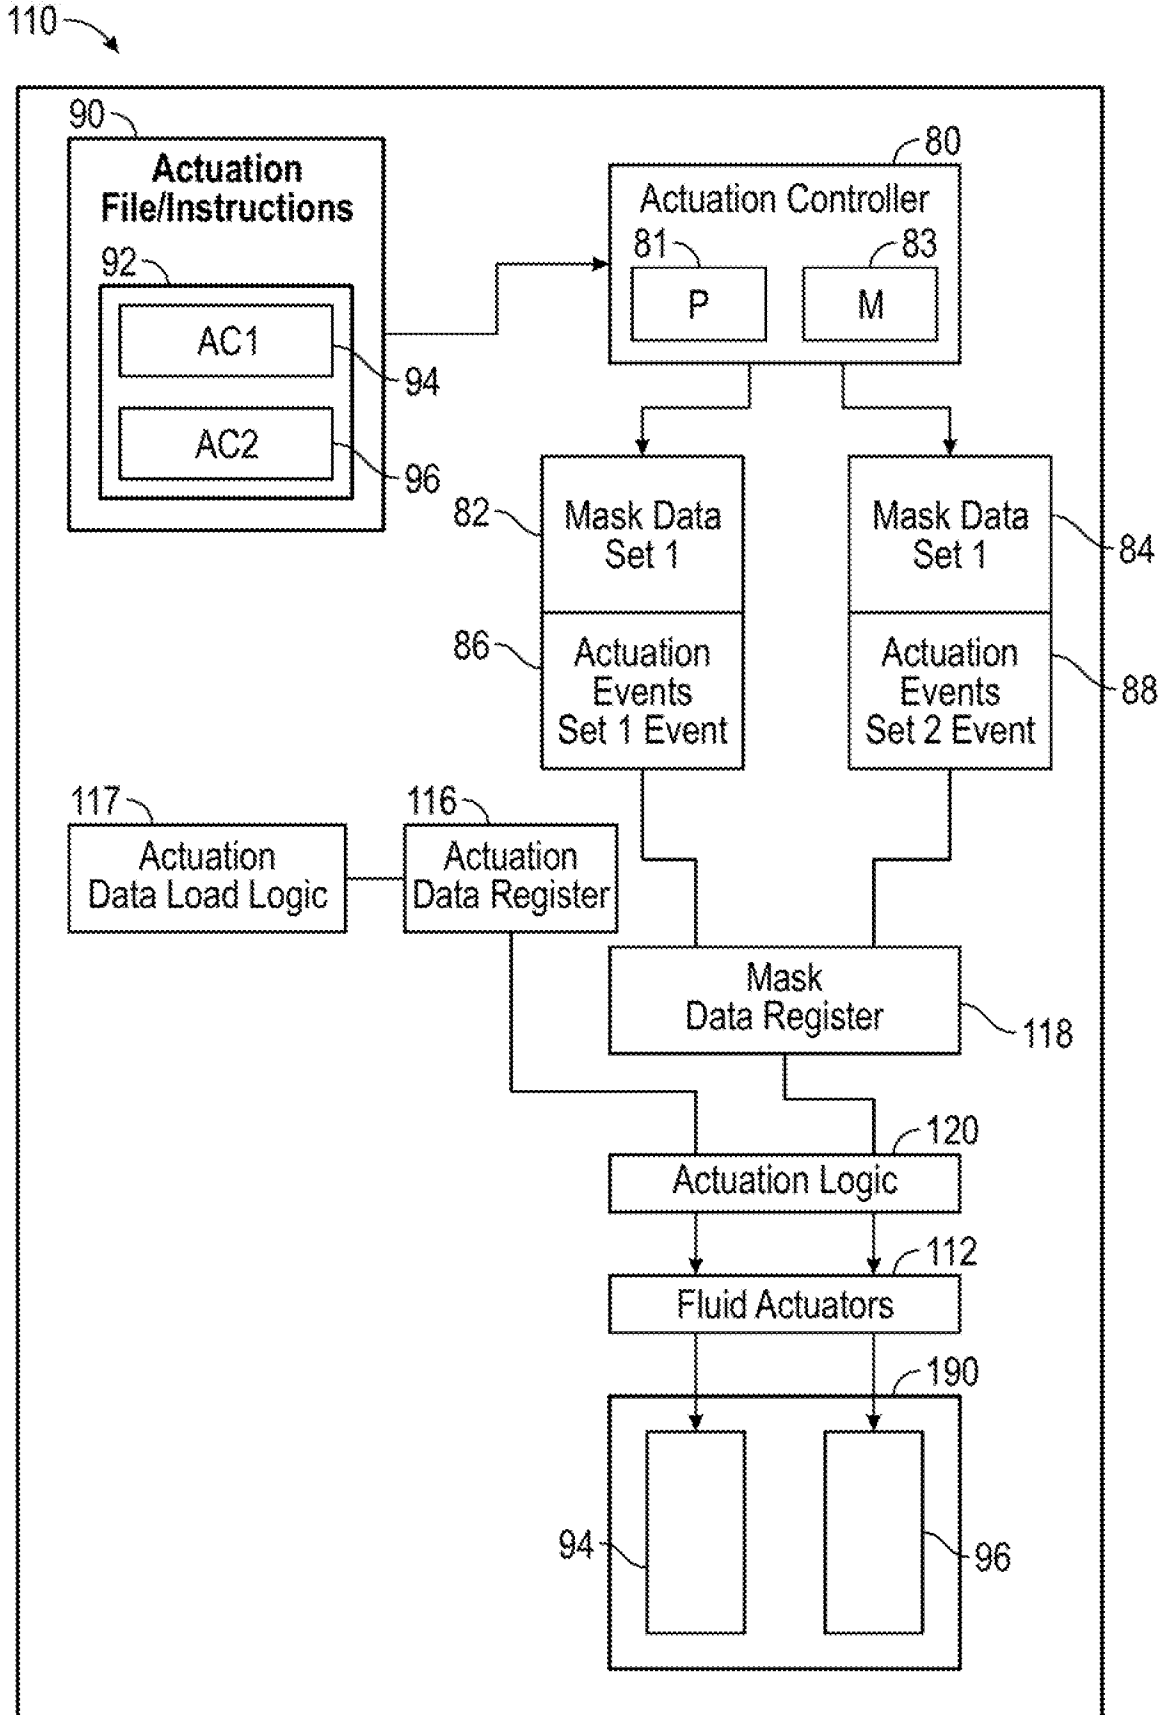 110
90
Actuation
File/Instructions
92
AC1
94
AC2
96
80
Actuation Controller
81
83
P
M
82
Mask Data
Set 1
Mask Data
Set 1
84
86
Actuation
Events
Set 1 Event
Actuation
Events
Set 2 Event
88
117
Actuation
Data Load Logic
116
Actuation
Data Register
Mask
Data Register
118
120
Actuation Logic
112
Fluid Actuators
190
94
96